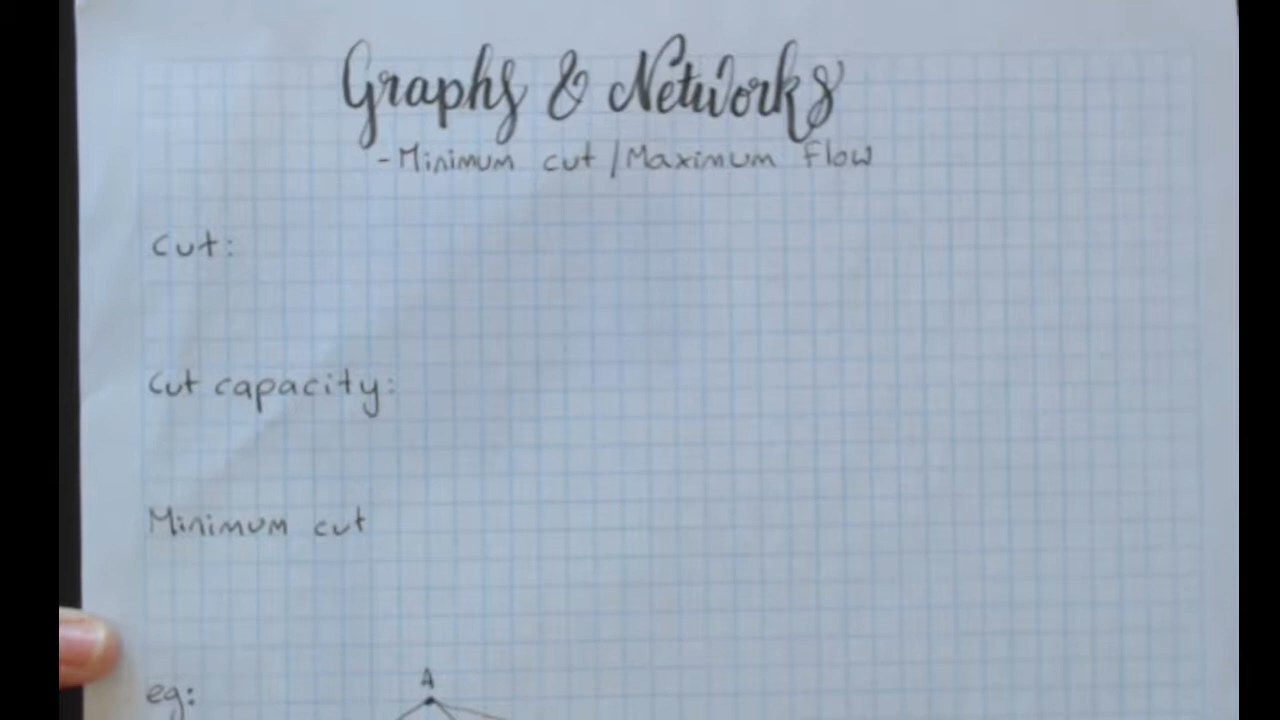 Graphs & Networks
- Minimum cut / Maximum Flow
Cut:
Cut capacity:
Minimum cut
A
eg: